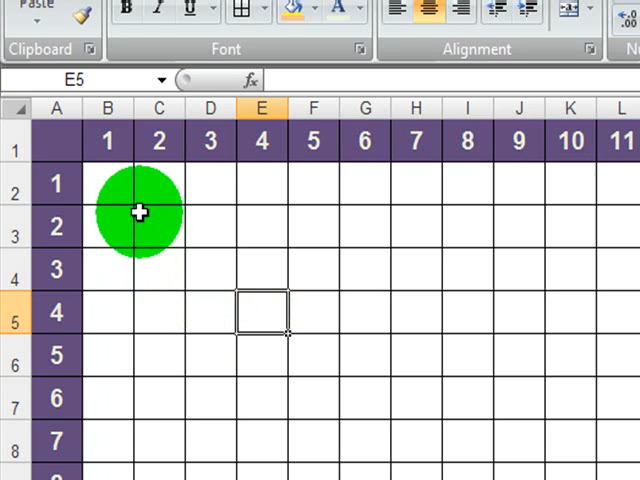 Paste B I U A .00
Clipboard Font Alignment Nu
E5 fx
A B C D E F G H I J K L
1 1 2 3 4 5 6 7 8 9 10 11
2 1
3 2
4 3
5 4
6 5
7 6
8 7